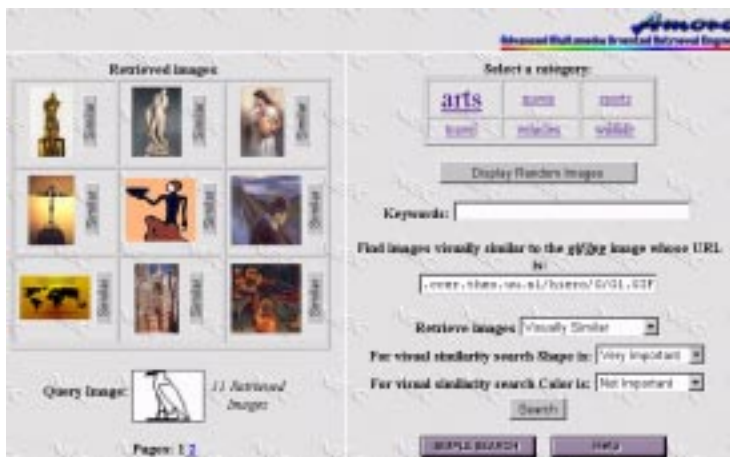 Amore
Advanced Multimedia Oriented Retrieval Engine
Retrieved images
Similar
Similar
Similar
Similar
Similar
Similar
Similar
Similar
Similar
Query Image:
11 Retrieved
Images
Pages: 1 2
Select a category:
arts
travel vehicles wildlife
Display Random Images
Keywords:
Find images visually similar to the gif/jpg image whose URL
is:
Retrieve images Visually Similar
For visual similarity search Shape is: Very Important
For visual similarity search Color is: Not Important
Search
SIMPLE SEARCH Help